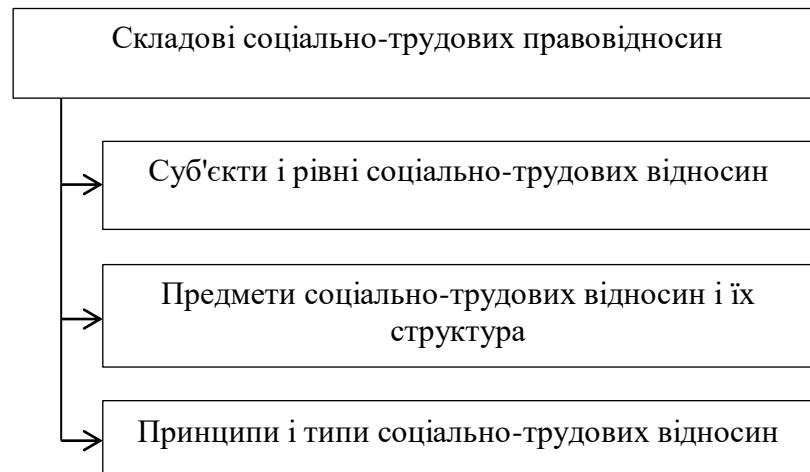 Складові соціально-трудових правовідносин
Суб'єкти і рівні соціально-трудових відносин
Предмети соціально-трудових відносин і їх
структура
Принципи і типи соціально-трудових відносин